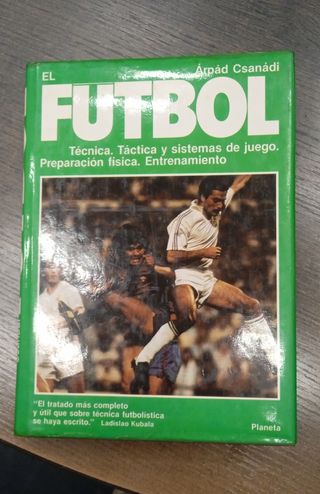 EL
Árpád Csanádi
FUTBOL
Técnica. Táctica y sistemas de juego.
Preparación física. Entrenamiento
"El tratado más completo
y útil que sobre técnica futbolística
se haya escrito." Ladislao Kubala
Planeta